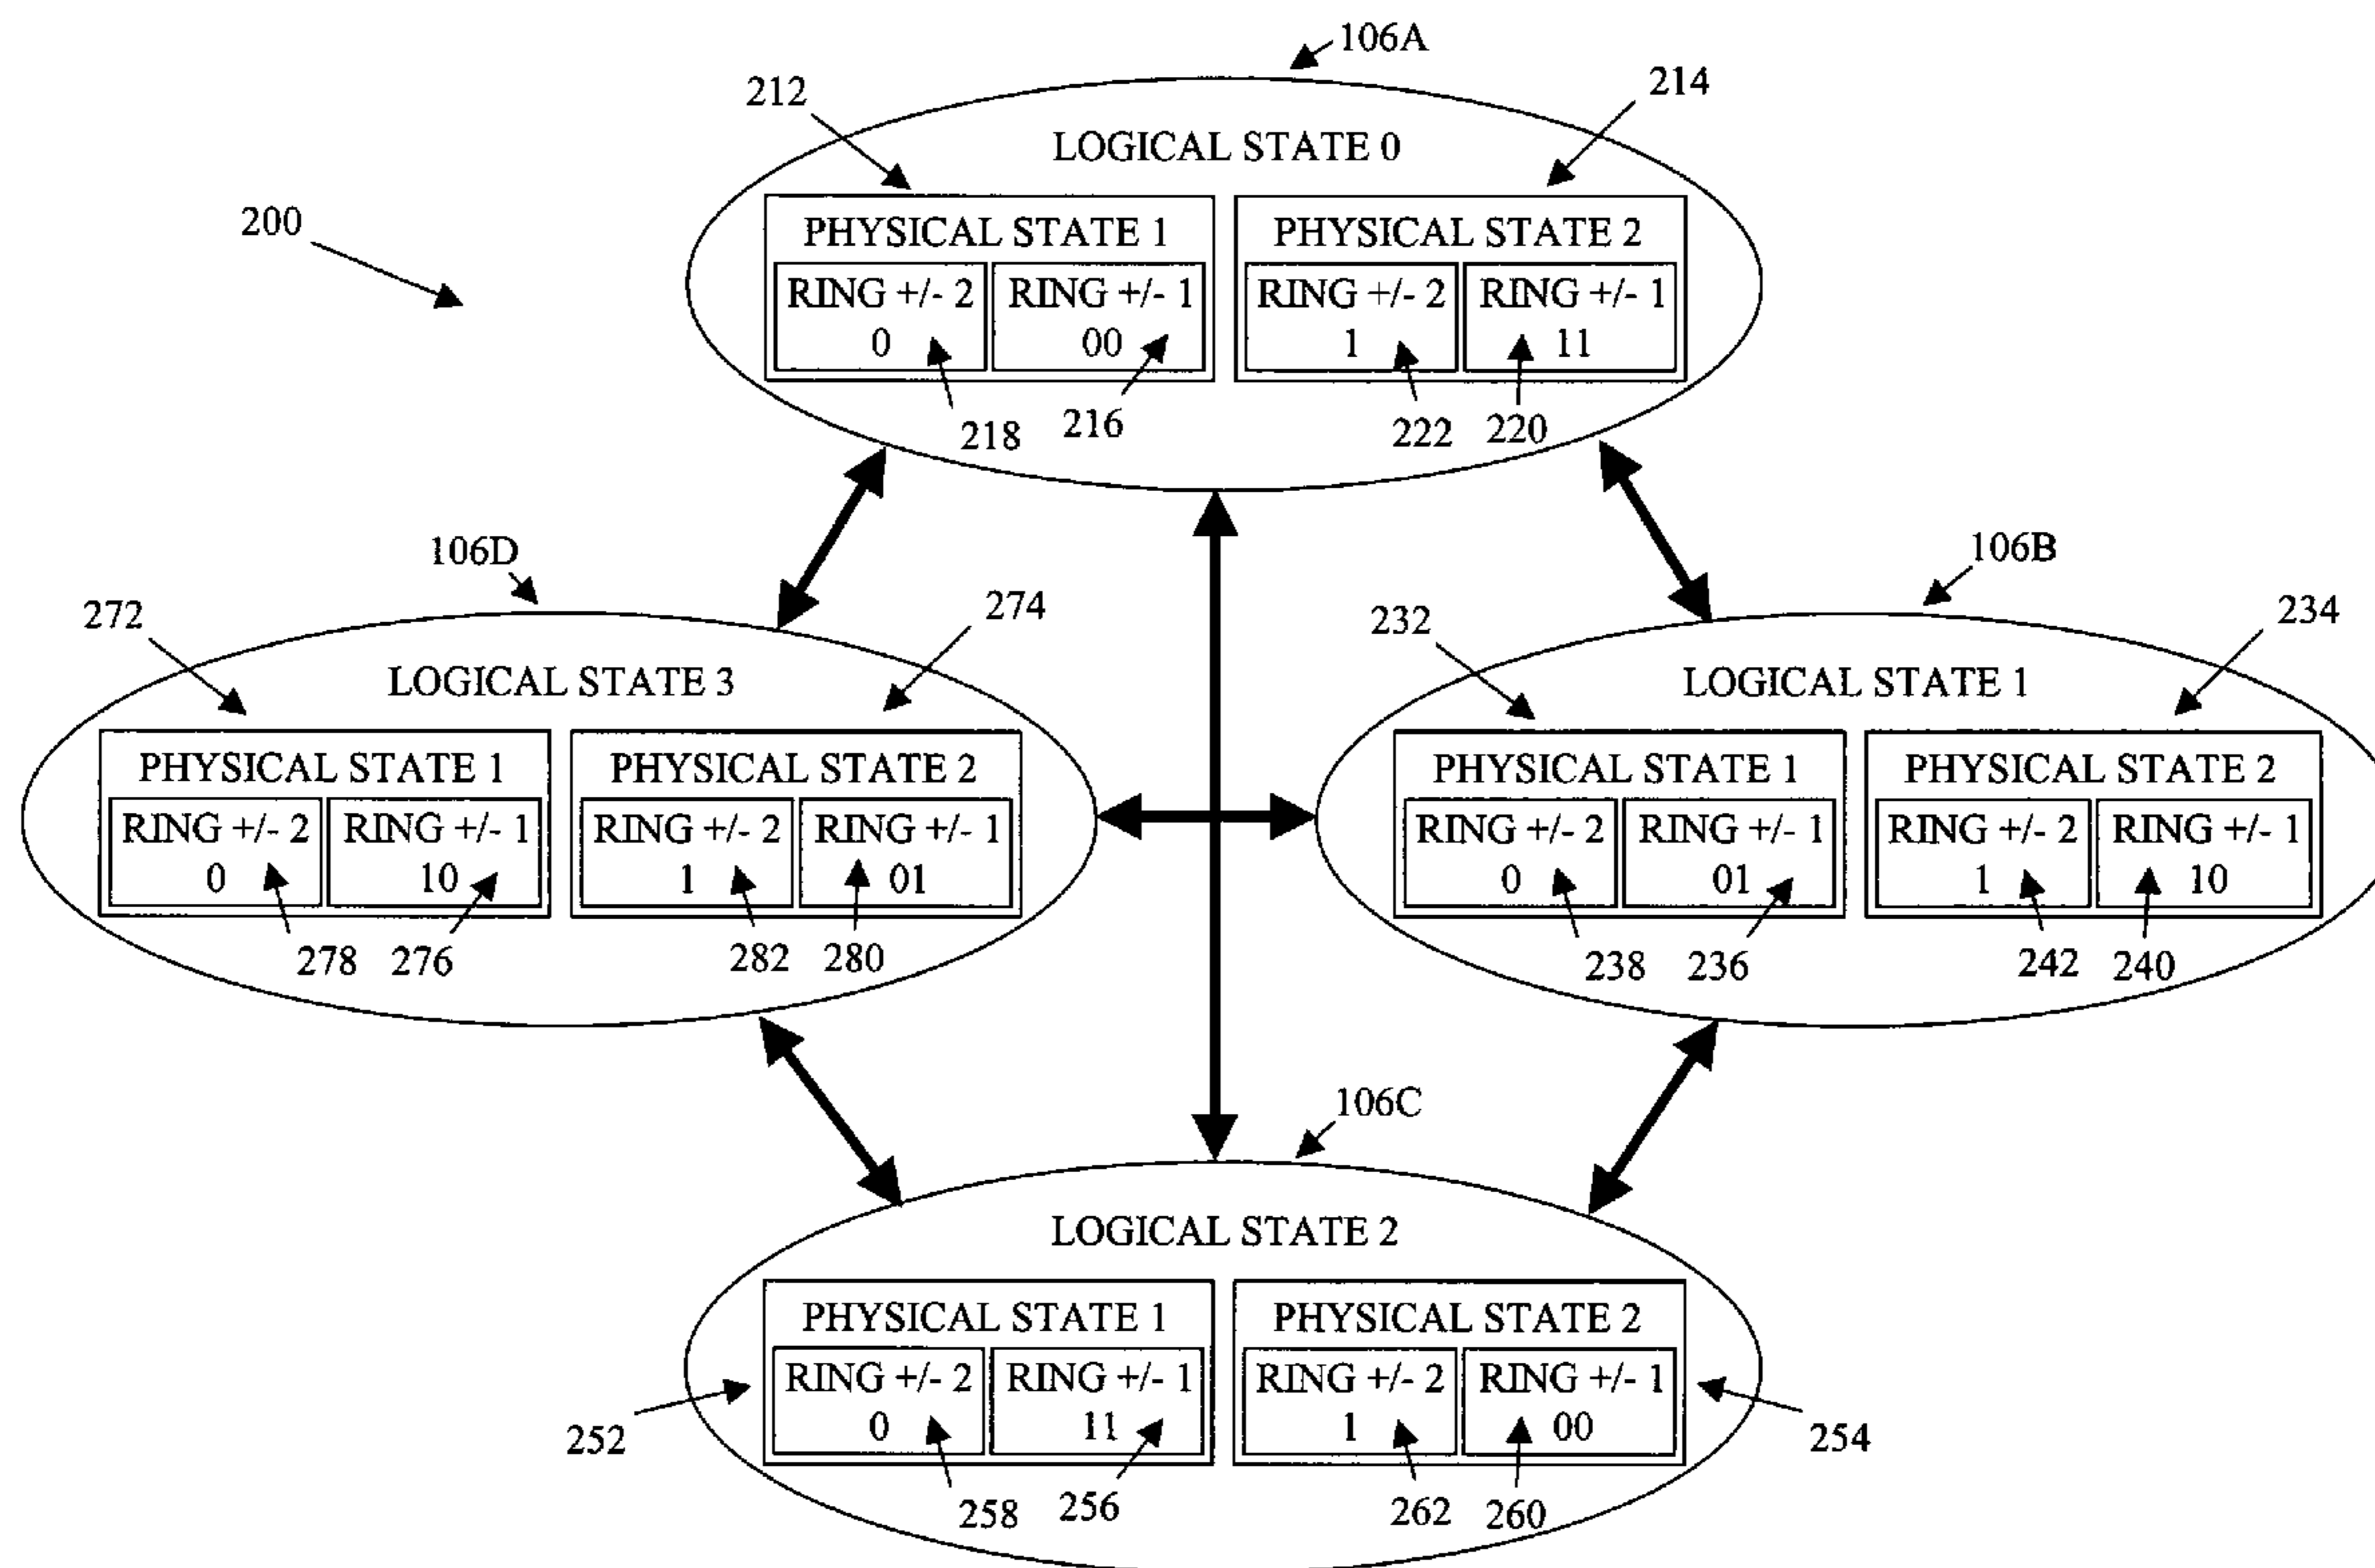 106A
212
214
LOGICAL STATE 0
200
PHYSICAL STATE 1
PHYSICAL STATE 2
RING +/- 2
RING +/- 1
RING +/- 2
RING +/- 1
0
00
1
11
218
216
222
220
106D
106B
272
274
232
234
LOGICAL STATE 3
LOGICAL STATE 1
PHYSICAL STATE 1
PHYSICAL STATE 2
PHYSICAL STATE 1
PHYSICAL STATE 2
RING +/- 2
RING +/- 1
RING +/- 2
RING +/- 1
RING +/- 2
RING +/- 1
RING +/- 2
RING +/- 1
0
10
1
01
0
01
1
10
278
276
282
280
238
236
242
240
106C
LOGICAL STATE 2
PHYSICAL STATE 1
PHYSICAL STATE 2
RING +/- 2
RING +/- 1
RING +/- 2
RING +/- 1
0
11
1
00
252
254
258
256
262
260